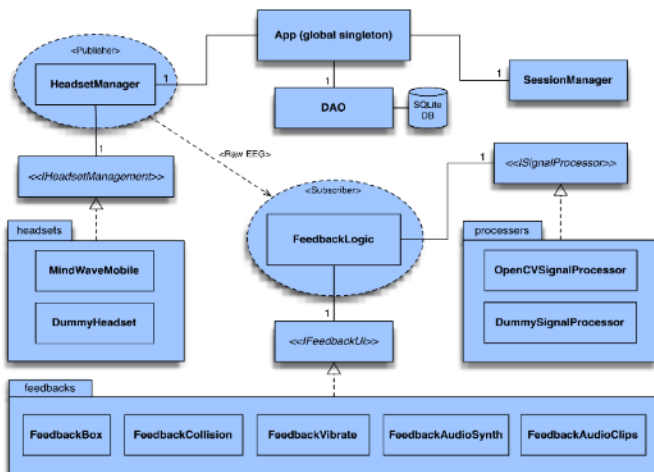 <Publisher>
HeadsetManager
1
App (global singleton)
1
DAO
SQLite
DB
1
SessionManager
1
<<IHeadsetManagement>>
<Raw EEG>
<Subscriber>
FeedbackLogic
1
<<ISignalProcessor>>
headsets
MindWaveMobile
DummyHeadset
processers
OpenCVSignalProcessor
DummySignalProcessor
1
<<IFeedbackUI>>
feedbacks
FeedbackBox
FeedbackCollision
FeedbackVibrate
FeedbackAudioSynth
FeedbackAudioClips